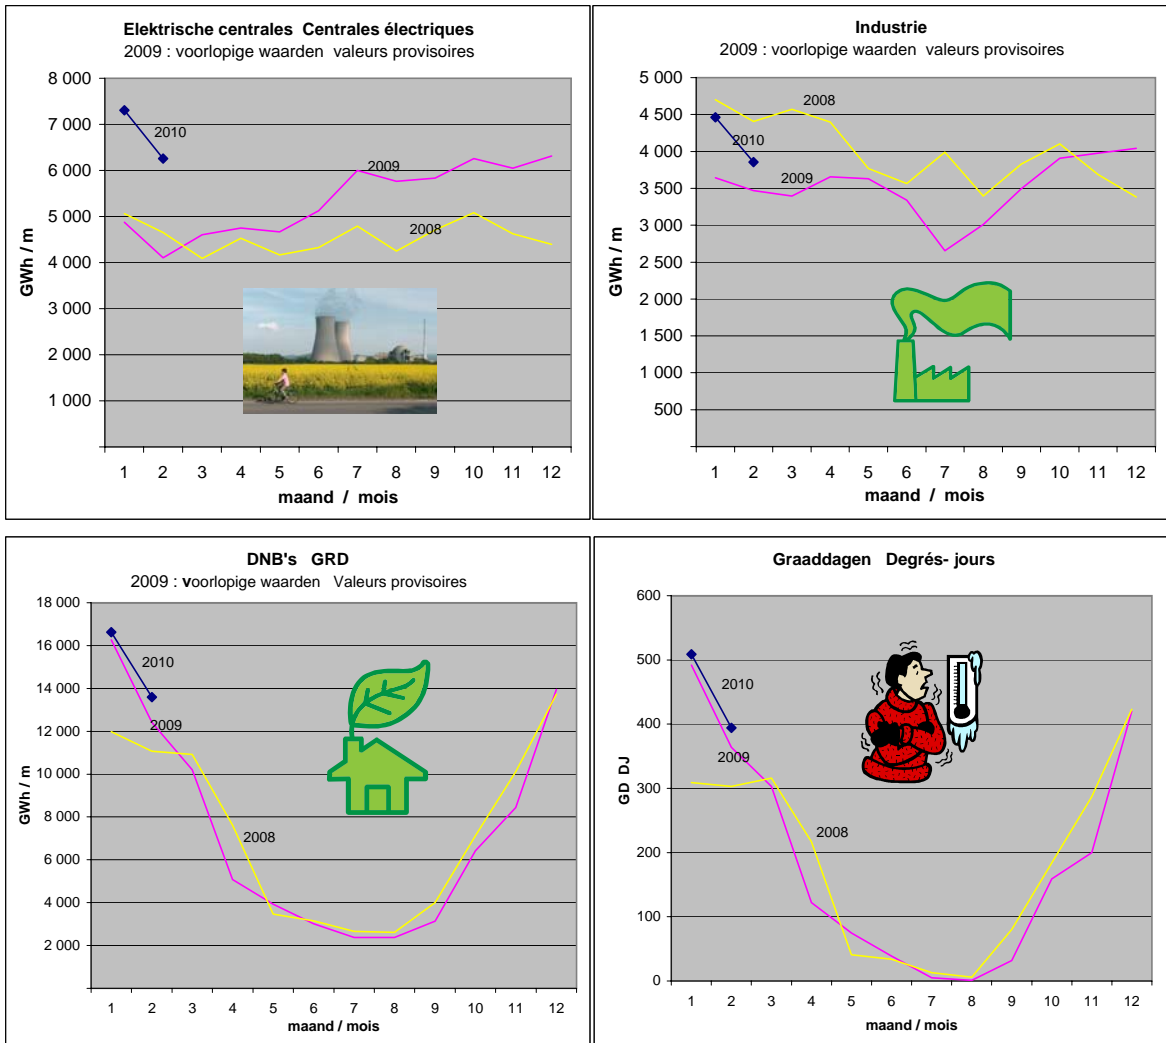 Elektrische centrales Centrales électriques
2009 : voorlopige waarden valeurs provisoires
8 000
7 000
6 000
5 000
4 000
3 000
2 000
1 000
GWh / m
2010
2009
2008
1 2 3 4 5 6 7 8 9 10 11 12
maand / mois
Industrie
2009 : voorlopige waarden valeurs provisoires
5 000
4 500
4 000
3 500
3 000
2 500
2 000
1 500
1 000
500
GWh / m
2008
2010
2009
1 2 3 4 5 6 7 8 9 10 11 12
maand / mois
DNB's GRD
2009 : voorlopige waarden Valeurs provisoires
18 000
16 000
14 000
12 000
10 000
8 000
6 000
4 000
2 000
GWh / m
2010
2009
2008
1 2 3 4 5 6 7 8 9 10 11 12
maand / mois
Graaddagen Degrés- jours
600
500
400
300
200
100
0
GD DJ
2010
2009
2008
1 2 3 4 5 6 7 8 9 10 11 12
maand / mois